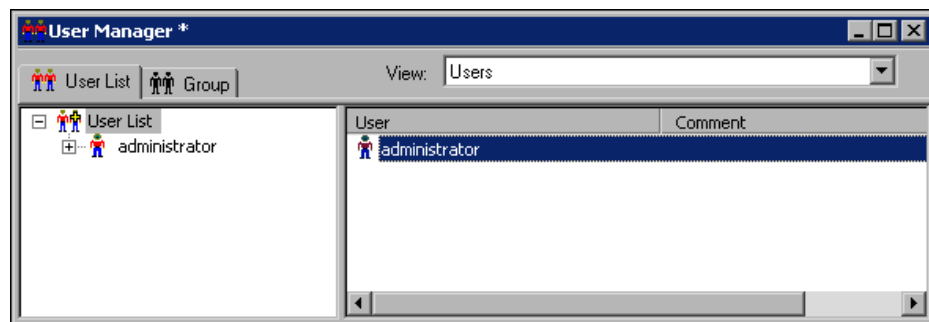 User Manager *
User List Group View: Users
User List
administrator
User Comment
administrator